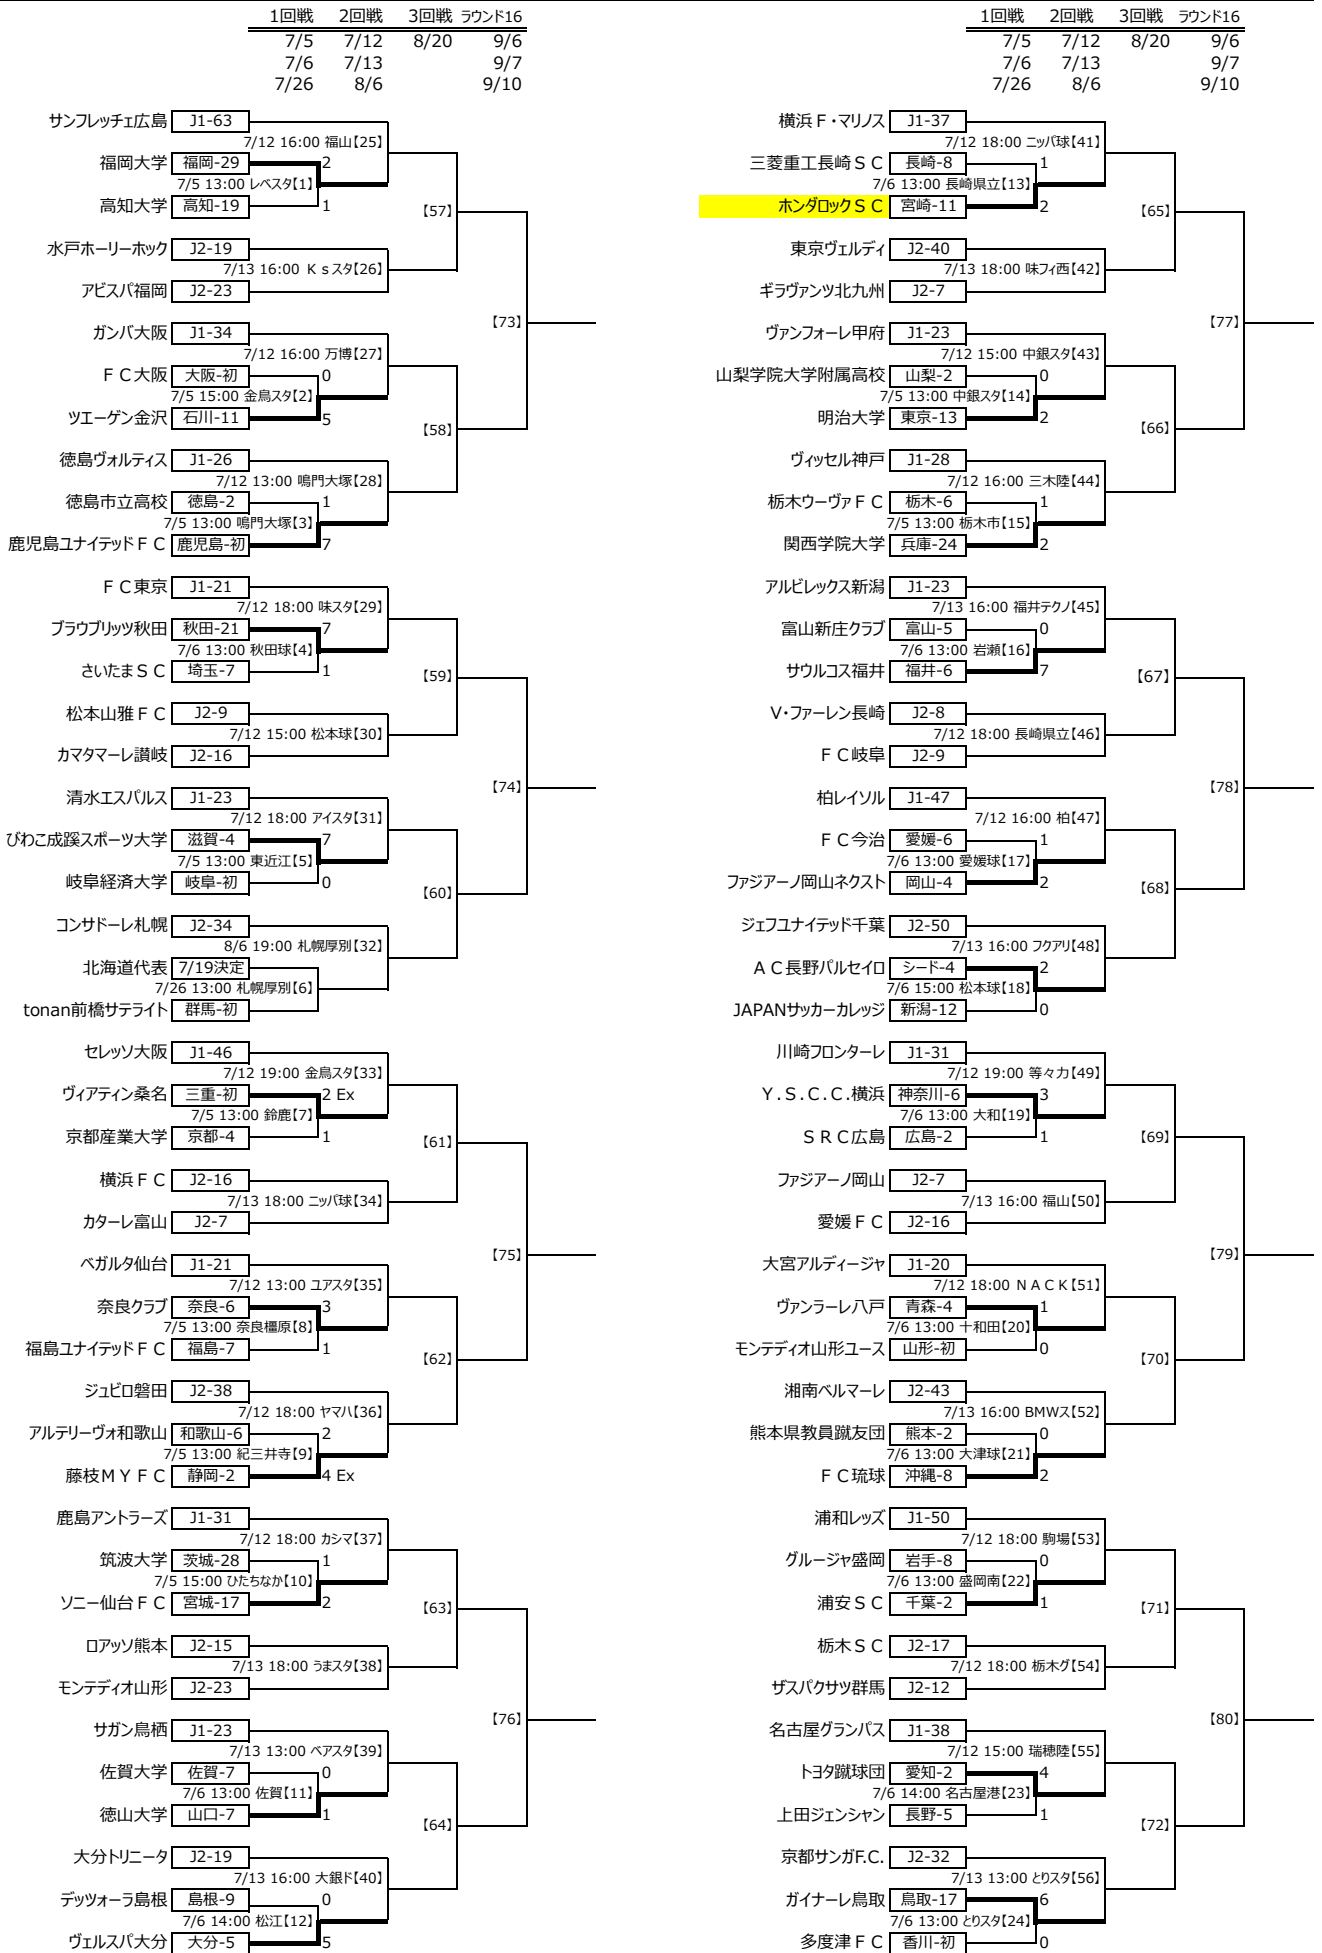 1回戦 2回戦 3回戦 ラウンド16
7/5 7/12 8/20 9/6
7/6 7/13 9/7
7/26 8/6 9/10
サンフレッチェ広島 J1-63
7/12 16:00 福山【25】
福岡大学 福岡-29 2
7/5 13:00 レベスタ【1】
高知大学 高知-19 1
【57】
水戸ホーリーホック J2-19
7/13 16:00 Ｋｓスタ【26】
アビスパ福岡 J2-23
【73】
ガンバ大阪 J1-34
7/12 16:00 万博【27】
ＦＣ大阪 大阪-初 0
7/5 15:00 金鳥スタ【2】
ツエーゲン金沢 石川-11 5
【58】
徳島ヴォルティス J1-26
7/12 13:00 鳴門大塚【28】
徳島市立高校 徳島-2 1
7/5 13:00 鳴門大塚【3】
鹿児島ユナイテッドＦＣ 鹿児島-初 7
ＦＣ東京 J1-21
7/12 18:00 味スタ【29】
ブラウブリッツ秋田 秋田-21 7
7/6 13:00 秋田球【4】
さいたまＳＣ 埼玉-7 1
【59】
松本山雅ＦＣ J2-9
7/12 15:00 松本球【30】
カマタマーレ讃岐 J2-16
【74】
清水エスパルス J1-23
7/12 18:00 アイスタ【31】
びわこ成蹊スポーツ大学 滋賀-4 7
7/5 13:00 東近江【5】
岐阜経済大学 岐阜-初 0
【60】
コンサドーレ札幌 J2-34
8/6 19:00 札幌厚別【32】
北海道代表 7/19決定
7/26 13:00 札幌厚別【6】
tonan前橋サテライト 群馬-初
セレッソ大阪 J1-46
7/12 19:00 金鳥スタ【33】
ヴィアティン桑名 三重-初 2 Ex
7/5 13:00 鈴鹿【7】
京都産業大学 京都-4 1
【61】
横浜ＦＣ J2-16
7/13 18:00 ニッパ球【34】
カターレ富山 J2-7
【75】
ベガルタ仙台 J1-21
7/12 13:00 ユアスタ【35】
奈良クラブ 奈良-6 3
7/5 13:00 奈良橿原【8】
福島ユナイテッドＦＣ 福島-7 1
【62】
ジュビロ磐田 J2-38
7/12 18:00 ヤマハ【36】
アルテリーヴォ和歌山 和歌山-6 2
7/5 13:00 紀三井寺【9】
藤枝ＭＹＦＣ 静岡-2 4 Ex
鹿島アントラーズ J1-31
7/12 18:00 カシマ【37】
筑波大学 茨城-28 1
7/5 15:00 ひたちなか【10】
ソニー仙台ＦＣ 宮城-17 2
【63】
ロアッソ熊本 J2-15
7/13 18:00 うまスタ【38】
モンテディオ山形 J2-23
【76】
サガン鳥栖 J1-23
7/13 13:00 ベアスタ【39】
佐賀大学 佐賀-7 0
7/6 13:00 佐賀【11】
徳山大学 山口-7 1
【64】
大分トリニータ J2-19
7/13 16:00 大銀ド【40】
デッツォーラ島根 島根-9 0
7/6 14:00 松江【12】
ヴェルスパ大分 大分-5 5
1回戦 2回戦 3回戦 ラウンド16
7/5 7/12 8/20 9/6
7/6 7/13 9/7
7/26 8/6 9/10
横浜Ｆ・マリノス J1-37
7/12 18:00 ニッパ球【41】
三菱重工長崎ＳＣ 長崎-8 1
7/6 13:00 長崎県立【13】
ホンダロックＳＣ 宮崎-11 2
【65】
東京ヴェルディ J2-40
7/13 18:00 味フィ西【42】
ギラヴァンツ北九州 J2-7
【77】
ヴァンフォーレ甲府 J1-23
7/12 15:00 中銀スタ【43】
山梨学院大学附属高校 山梨-2 0
7/5 13:00 中銀スタ【14】
明治大学 東京-13 2
【66】
ヴィッセル神戸 J1-28
7/12 16:00 三木陸【44】
栃木ウーヴァＦＣ 栃木-6 1
7/5 13:00 栃木市【15】
関西学院大学 兵庫-24 2
アルビレックス新潟 J1-23
7/13 16:00 福井テクノ【45】
富山新庄クラブ 富山-5 0
7/6 13:00 岩瀬【16】
サウルコス福井 福井-6 7
【67】
V・ファーレン長崎 J2-8
7/12 18:00 長崎県立【46】
ＦＣ岐阜 J2-9
【78】
柏レイソル J1-47
7/12 16:00 柏【47】
ＦＣ今治 愛媛-6 1
7/6 13:00 愛媛球【17】
ファジアーノ岡山ネクスト 岡山-4 2
【68】
ジェフユナイテッド千葉 J2-50
7/13 16:00 フクアリ【48】
ＡＣ長野パルセイロ シード-4 2
7/6 15:00 松本球【18】
JAPANサッカーカレッジ 新潟-12 0
川崎フロンターレ J1-31
7/12 19:00 等々力【49】
Ｙ.Ｓ.Ｃ.Ｃ.横浜 神奈川-6 3
7/6 13:00 大和【19】
ＳＲＣ広島 広島-2 1
【69】
ファジアーノ岡山 J2-7
7/13 16:00 福山【50】
愛媛ＦＣ J2-16
【79】
大宮アルディージャ J1-20
7/12 18:00 ＮＡＣＫ【51】
ヴァンラーレ八戸 青森-4 1
7/6 13:00 十和田【20】
モンテディオ山形ユース 山形-初 0
【70】
湘南ベルマーレ J2-43
7/13 16:00 BMWス【52】
熊本県教員蹴友団 熊本-2 0
7/6 13:00 大津球【21】
ＦＣ琉球 沖縄-8 2
浦和レッズ J1-50
7/12 18:00 駒場【53】
グルージャ盛岡 岩手-8 0
7/6 13:00 盛岡南【22】
浦安ＳＣ 千葉-2 1
【71】
栃木ＳＣ J2-17
7/12 18:00 栃木グ【54】
ザスパクサツ群馬 J2-12
【80】
名古屋グランパス J1-38
7/12 15:00 瑞穂陸【55】
トヨタ蹴球団 愛知-2 4
7/6 14:00 名古屋港【23】
上田ジェンシャン 長野-5 1
【72】
京都サンガF.C. J2-32
7/13 13:00 とりスタ【56】
ガイナーレ鳥取 鳥取-17 6
7/6 13:00 とりスタ【24】
多度津ＦＣ 香川-初 0